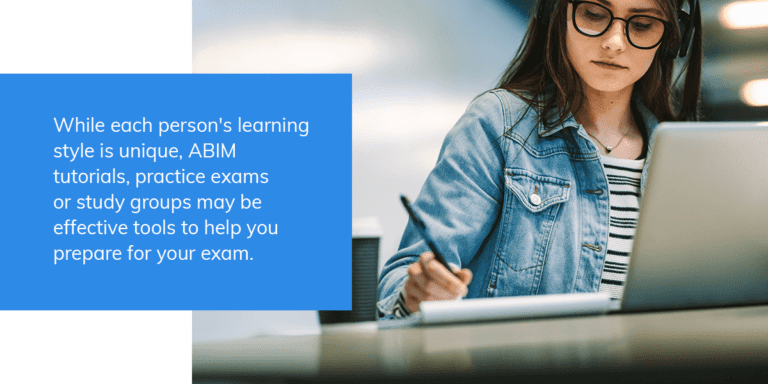 While each person's learning
style is unique, ABIM
tutorials, practice exams
or study groups may be
effective tools to help you
prepare for your exam.